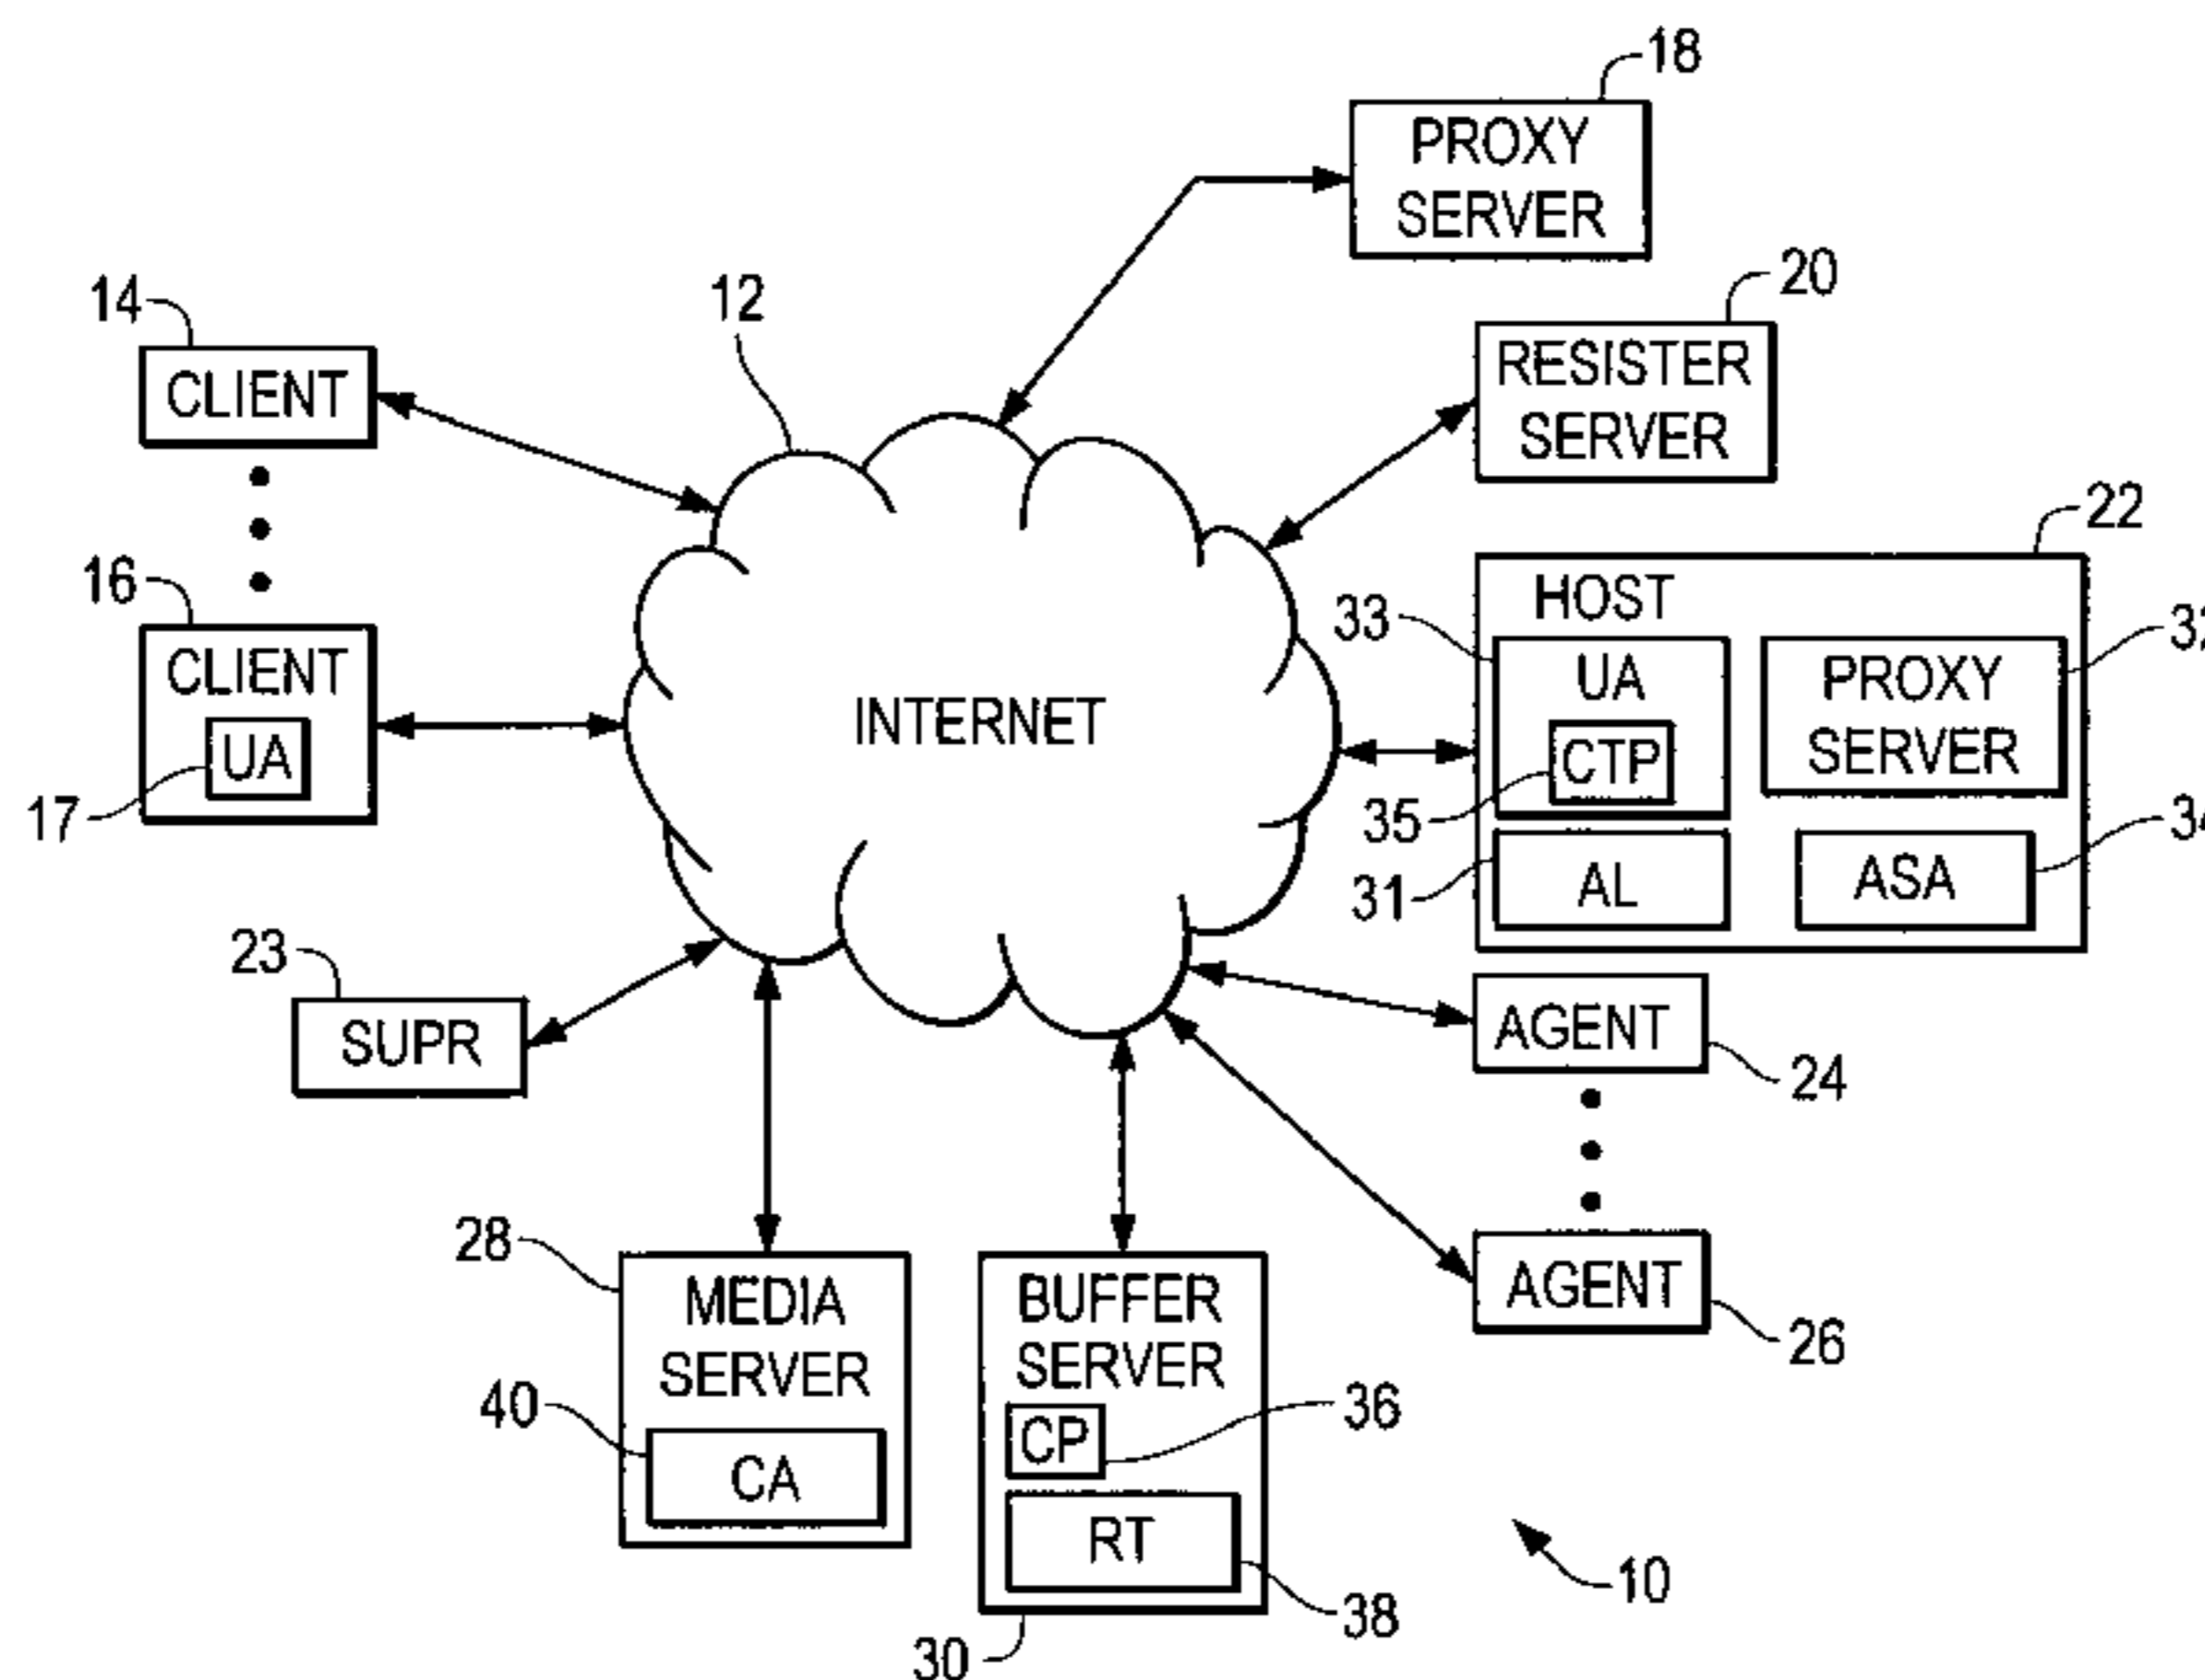 18
PROXY
SERVER
20
RESISTER
SERVER
12
14
CLIENT
22
HOST
33
UA
CTP
35
PROXY
SERVER
32
31
AL
ASA
34
16
CLIENT
UA
17
INTERNET
23
SUPR
AGENT
24
AGENT
26
28
MEDIA
SERVER
40
CA
BUFFER
SERVER
CP
36
RT
38
30
10